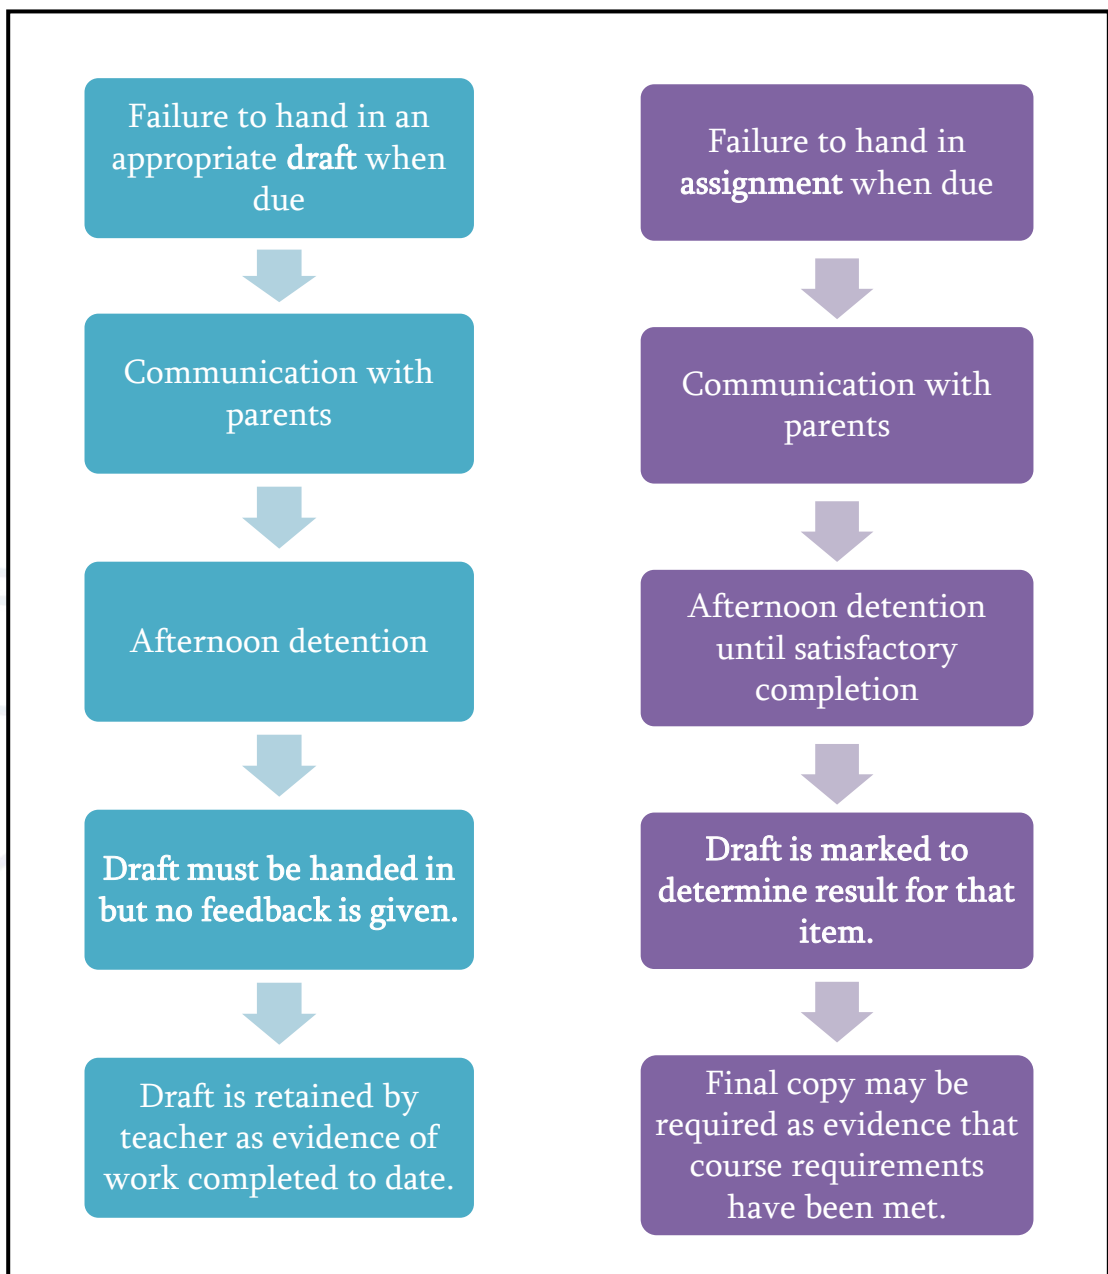 Failure to hand in an
appropriate draft when
due
Communication with
parents
Afternoon detention
Draft must be handed in
but no feedback is given.
Draft is retained by
teacher as evidence of
work completed to date.
Failure to hand in
assignment when due
Communication with
parents
Afternoon detention
until satisfactory
completion
Draft is marked to
determine result for that
item.
Final copy may be
required as evidence that
course requirements
have been met.